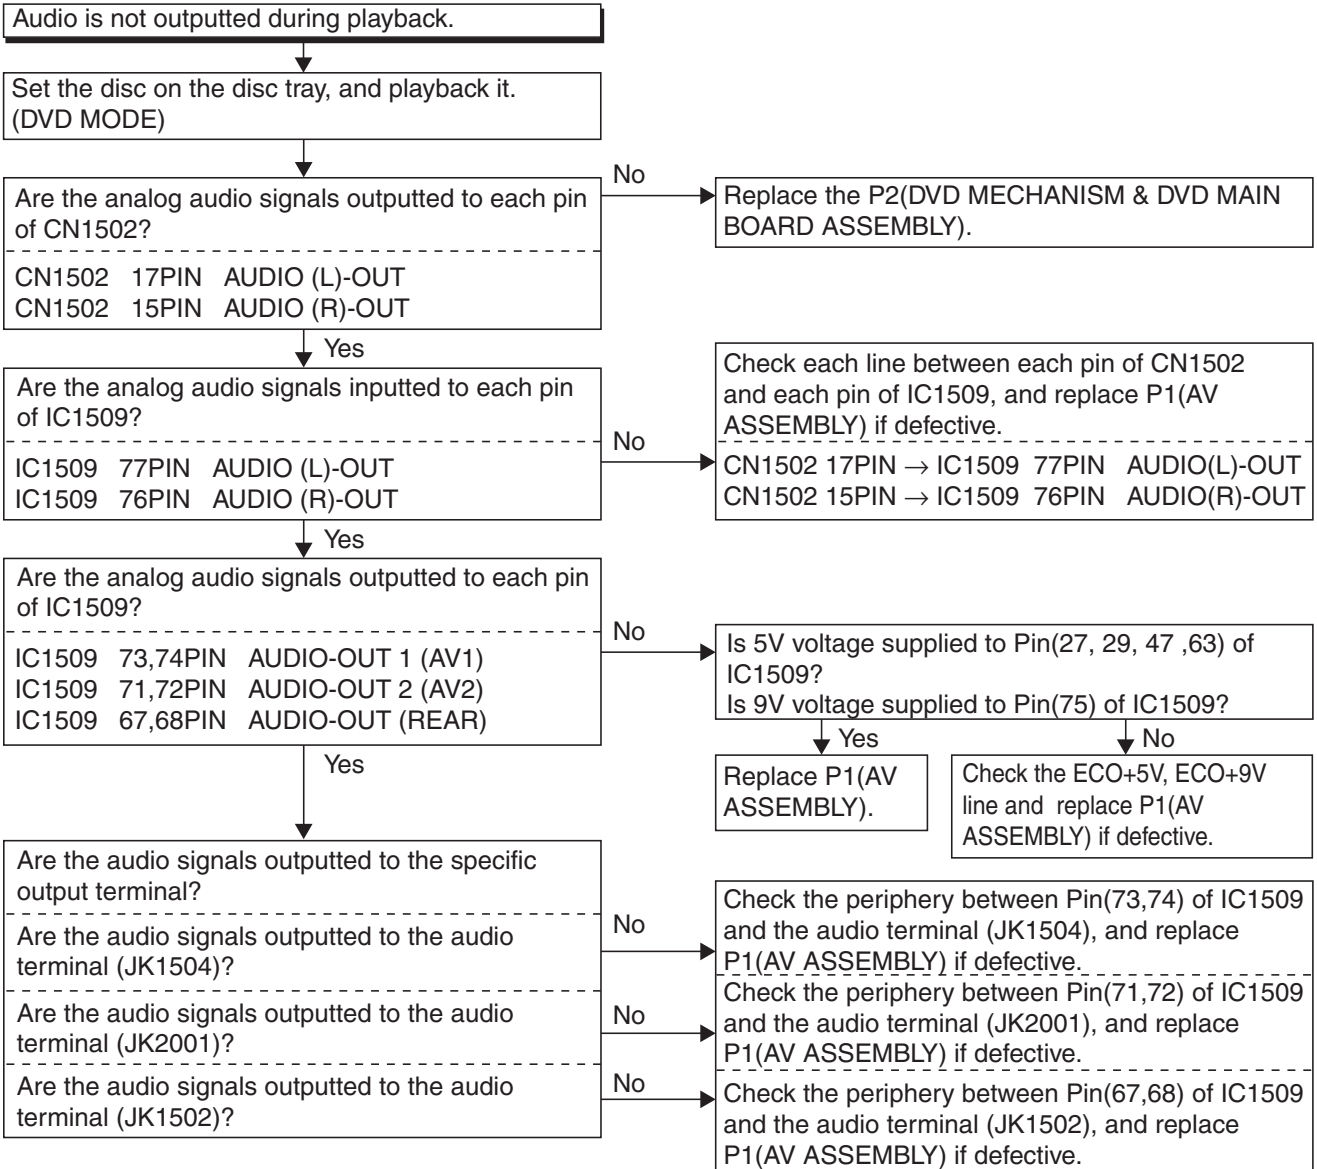 Audio is not outputted during playback.
Set the disc on the disc tray, and playback it.
(DVD MODE)
Are the analog audio signals outputted to each pin
of CN1502?
CN1502 17PIN AUDIO (L)-OUT
CN1502 15PIN AUDIO (R)-OUT
No
Replace the P2(DVD MECHANISM & DVD MAIN
BOARD ASSEMBLY).
Yes
Are the analog audio signals inputted to each pin
of IC1509?
IC1509 77PIN AUDIO (L)-OUT
IC1509 76PIN AUDIO (R)-OUT
No
Check each line between each pin of CN1502
and each pin of IC1509, and replace P1(AV
ASSEMBLY) if defective.
CN1502 17PIN → IC1509 77PIN AUDIO(L)-OUT
CN1502 15PIN → IC1509 76PIN AUDIO(R)-OUT
Yes
Are the analog audio signals outputted to each pin
of IC1509?
IC1509 73,74PIN AUDIO-OUT 1 (AV1)
IC1509 71,72PIN AUDIO-OUT 2 (AV2)
IC1509 67,68PIN AUDIO-OUT (REAR)
No
Is 5V voltage supplied to Pin(27, 29, 47 ,63) of
IC1509?
Is 9V voltage supplied to Pin(75) of IC1509?
Yes
Replace P1(AV
ASSEMBLY).
No
Check the ECO+5V, ECO+9V
line and replace P1(AV
ASSEMBLY) if defective.
Yes
Are the audio signals outputted to the specific
output terminal?
Are the audio signals outputted to the audio
terminal (JK1504)?
No
Check the periphery between Pin(73,74) of IC1509
and the audio terminal (JK1504), and replace
P1(AV ASSEMBLY) if defective.
Are the audio signals outputted to the audio
terminal (JK2001)?
No
Check the periphery between Pin(71,72) of IC1509
and the audio terminal (JK2001), and replace
P1(AV ASSEMBLY) if defective.
Are the audio signals outputted to the audio
terminal (JK1502)?
No
Check the periphery between Pin(67,68) of IC1509
and the audio terminal (JK1502), and replace
P1(AV ASSEMBLY) if defective.